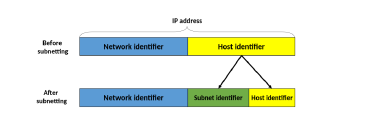 IP address
Before
subnetting
Network identifier
Host identifier
After
subnetting
Network identifier
Subnet identifier
Host identifier